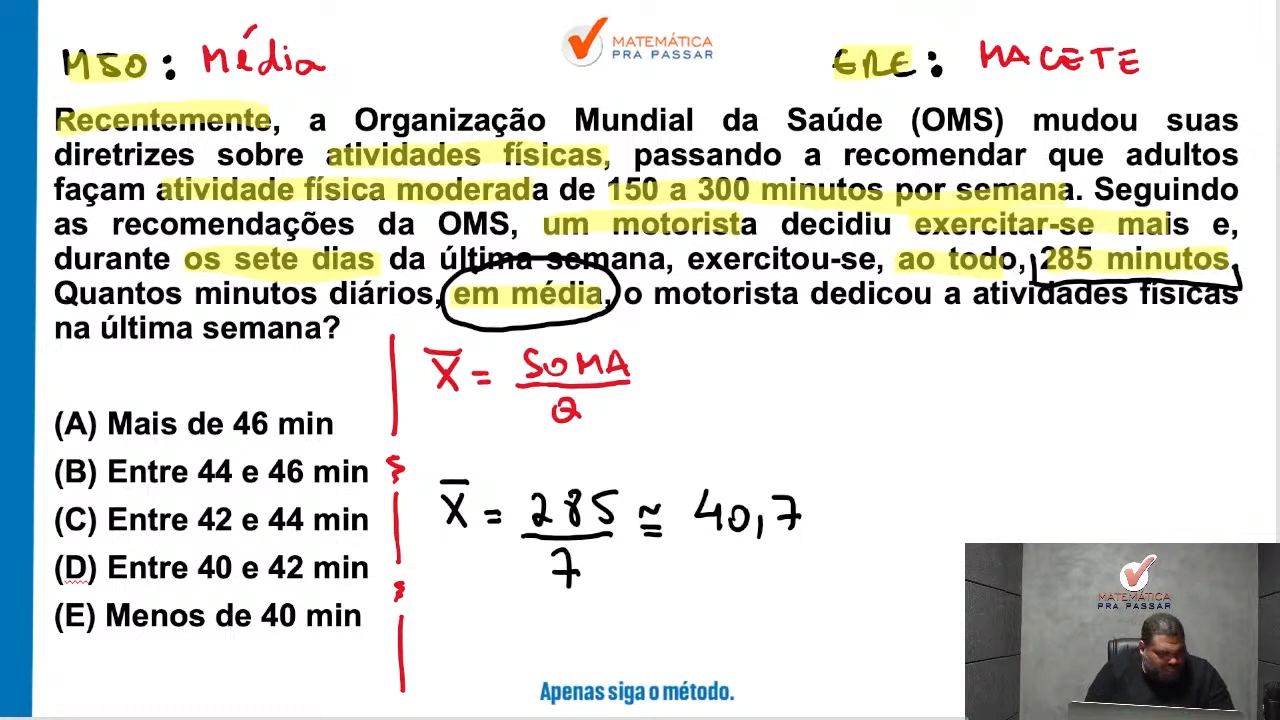 MATEMÁTICA
PRA PASSAR
M50 : Média
GRE : MACETE
Recentemente, a Organização Mundial da Saúde (OMS) mudou suas
diretrizes sobre atividades físicas, passando a recomendar que adultos
façam atividade física moderada de 150 a 300 minutos por semana. Seguindo
as recomendações da OMS, um motorista decidiu exercitar-se mais e,
durante os sete dias da última semana, exercitou-se, ao todo, 285 minutos.
Quantos minutos diários, em média, o motorista dedicou a atividades físicas
na última semana?
X̅ = SOMA
Q
(A) Mais de 46 min
(B) Entre 44 e 46 min
(C) Entre 42 e 44 min
(D) Entre 40 e 42 min
(E) Menos de 40 min
X̅ = 285 ≅ 40,7
7
MATEMÁTICA
PRA PASSAR
Apenas siga o método.